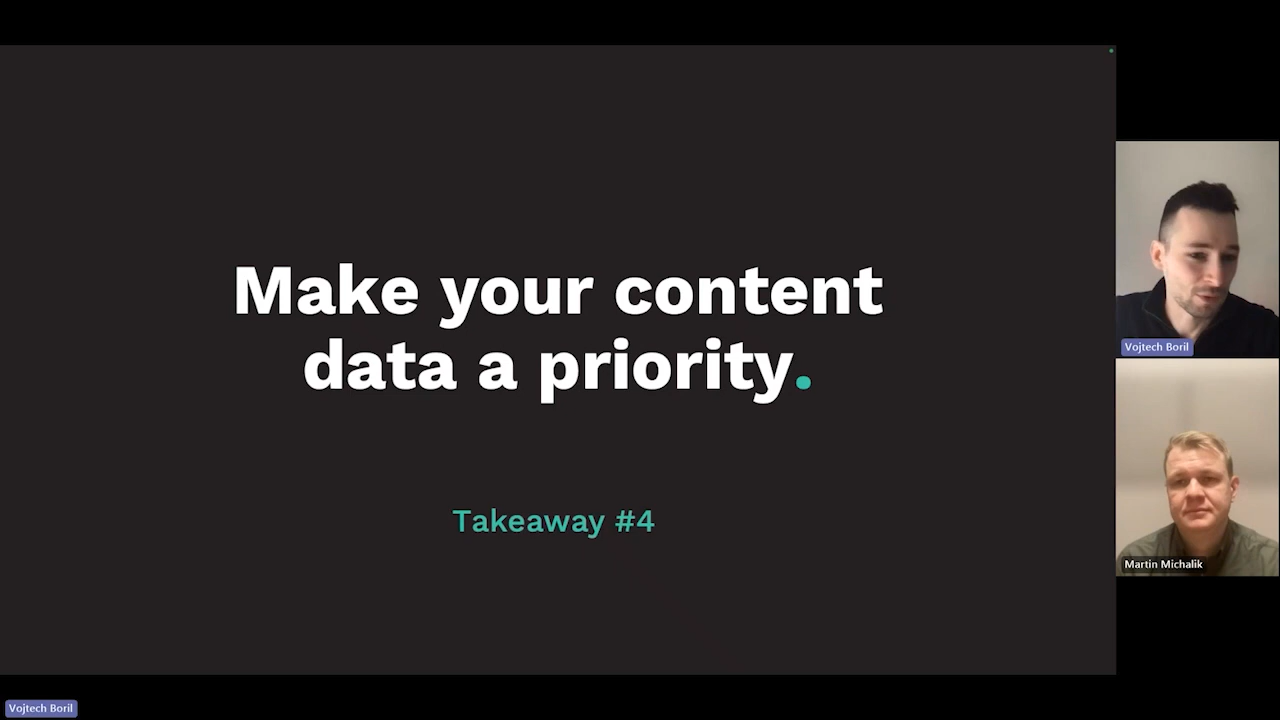 Make your content
data a priority.
Takeaway #4
Vojtech Boril
Martin Michalik
Vojtech Boril